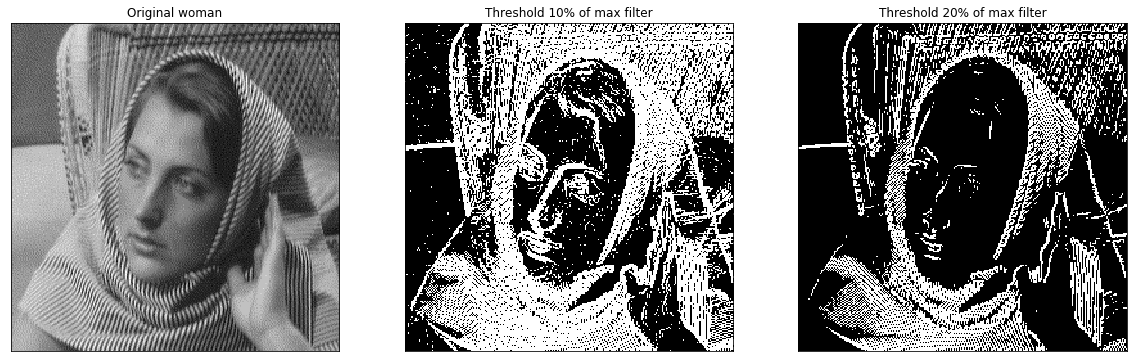 Original woman
Threshold 10% of max filter
Threshold 20% of max filter